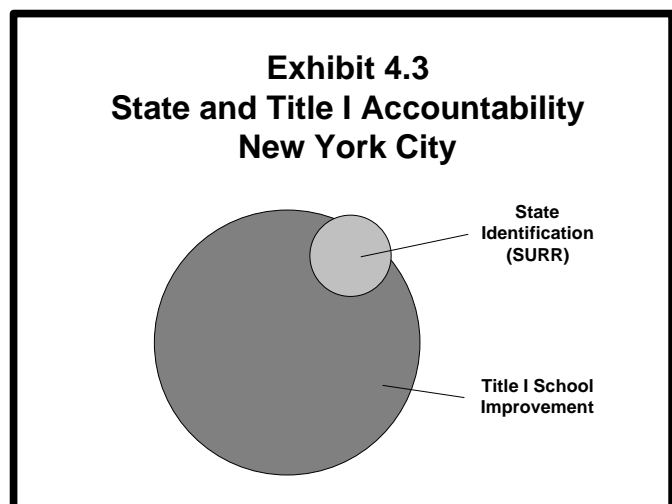 Exhibit 4.3
State and Title I Accountability
New York City
State
Identification
(SURR)
Title I School
Improvement